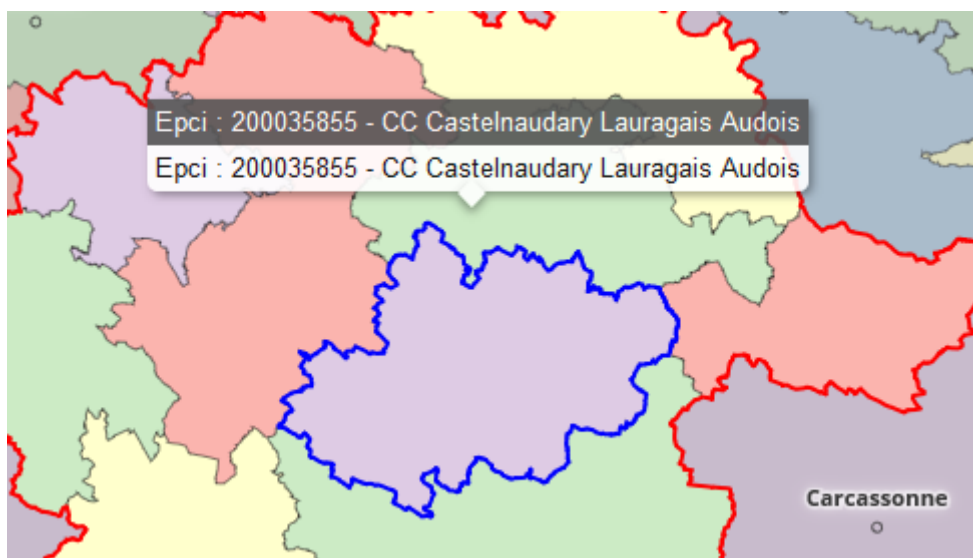 Epci : 200035855 - CC Castelnaudary Lauragais Audois
Epci : 200035855 - CC Castelnaudary Lauragais Audois
Carcassonne